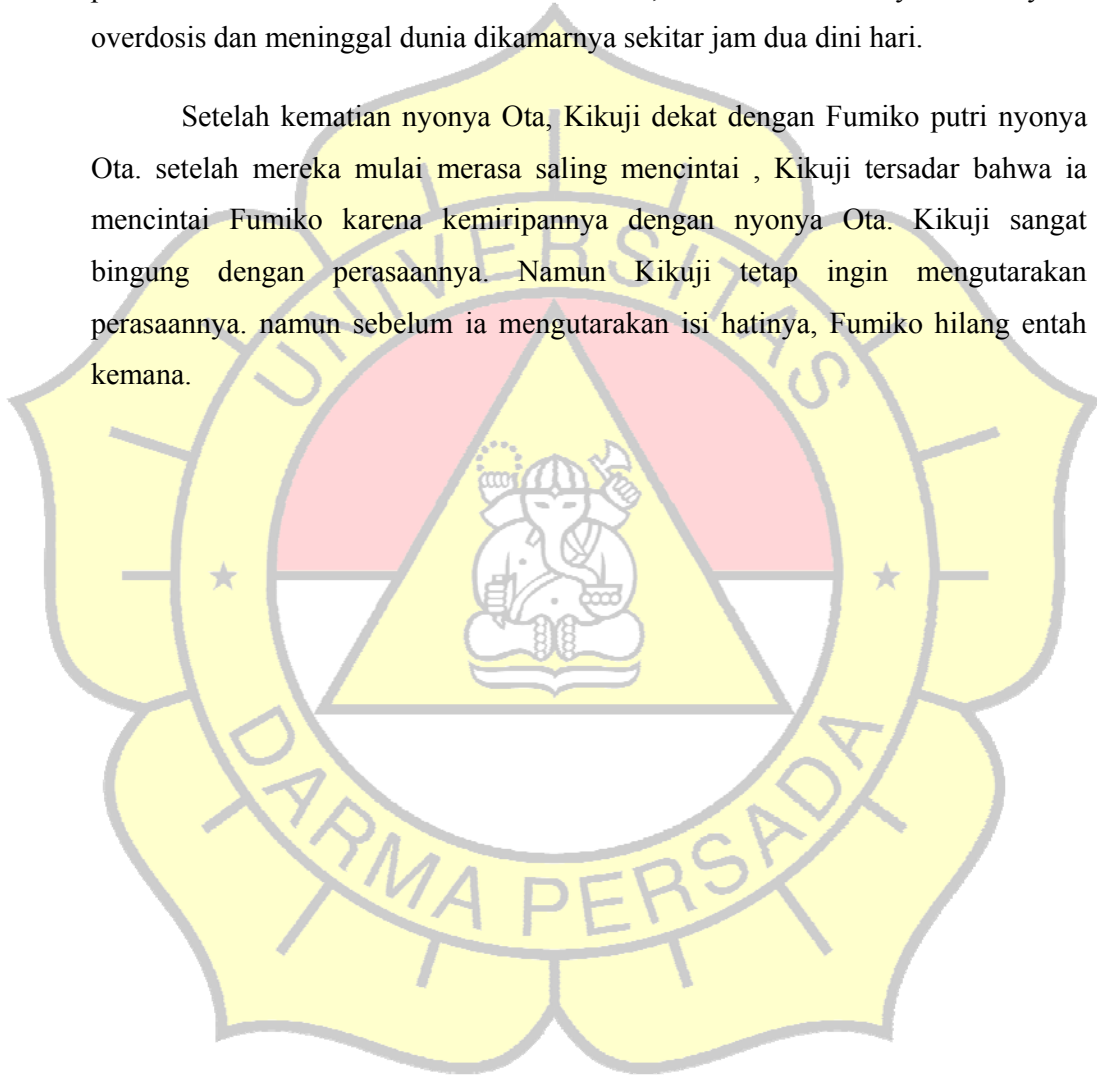 overdosis dan meninggal dunia dikamarnya sekitar jam dua dini hari.
Setelah kematian nyonya Ota, Kikuji dekat dengan Fumiko putri nyonya
Ota. setelah mereka mulai merasa saling mencintai , Kikuji tersadar bahwa ia
mencintai Fumiko karena kemiripannya dengan nyonya Ota. Kikuji sangat
bingung dengan perasaannya. Namun Kikuji tetap ingin mengutarakan
perasaannya. namun sebelum ia mengutarakan isi hatinya, Fumiko hilang entah
kemana.
UNIVERSITAS
DARMA PERSADA